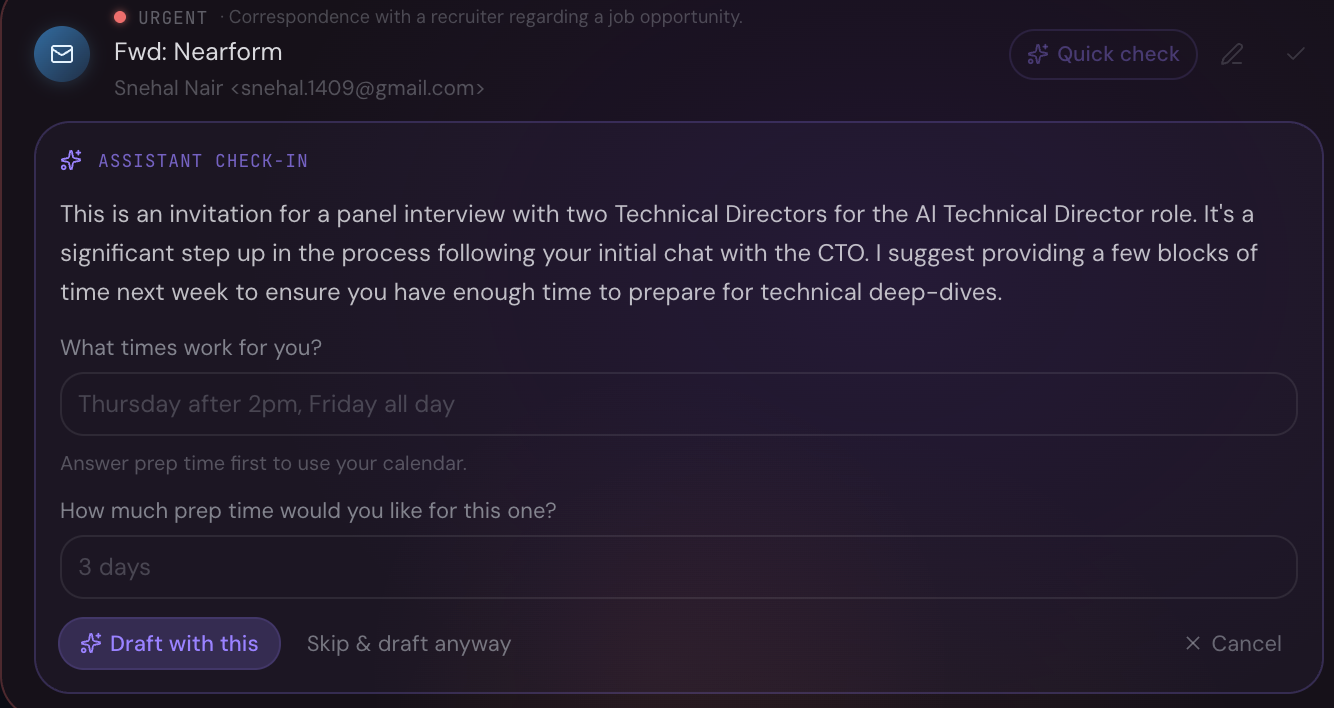 URGENT · Correspondence with a recruiter regarding a job opportunity.
Fwd: Nearform
Quick check
Snehal Nair <snehal.1409@gmail.com>
ASSISTANT CHECK-IN
This is an invitation for a panel interview with two Technical Directors for the AI Technical Director role. It's a
significant step up in the process following your initial chat with the CTO. I suggest providing a few blocks of
time next week to ensure you have enough time to prepare for technical deep-dives.
What times work for you?
Thursday after 2pm, Friday all day
Answer prep time first to use your calendar.
How much prep time would you like for this one?
3 days
Draft with this
Skip & draft anyway
Cancel